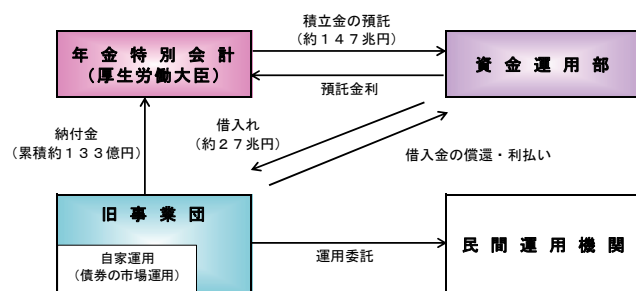 積立金の預託
(約147兆円)
年金特別会計
(厚生労働大臣)
資金運用部
預託金利
借入れ
(約27兆円)
納付金
(累積約133億円)
借入金の償還・利払い
旧事業団
自家運用
(債券の市場運用)
運用委託
民間運用機関